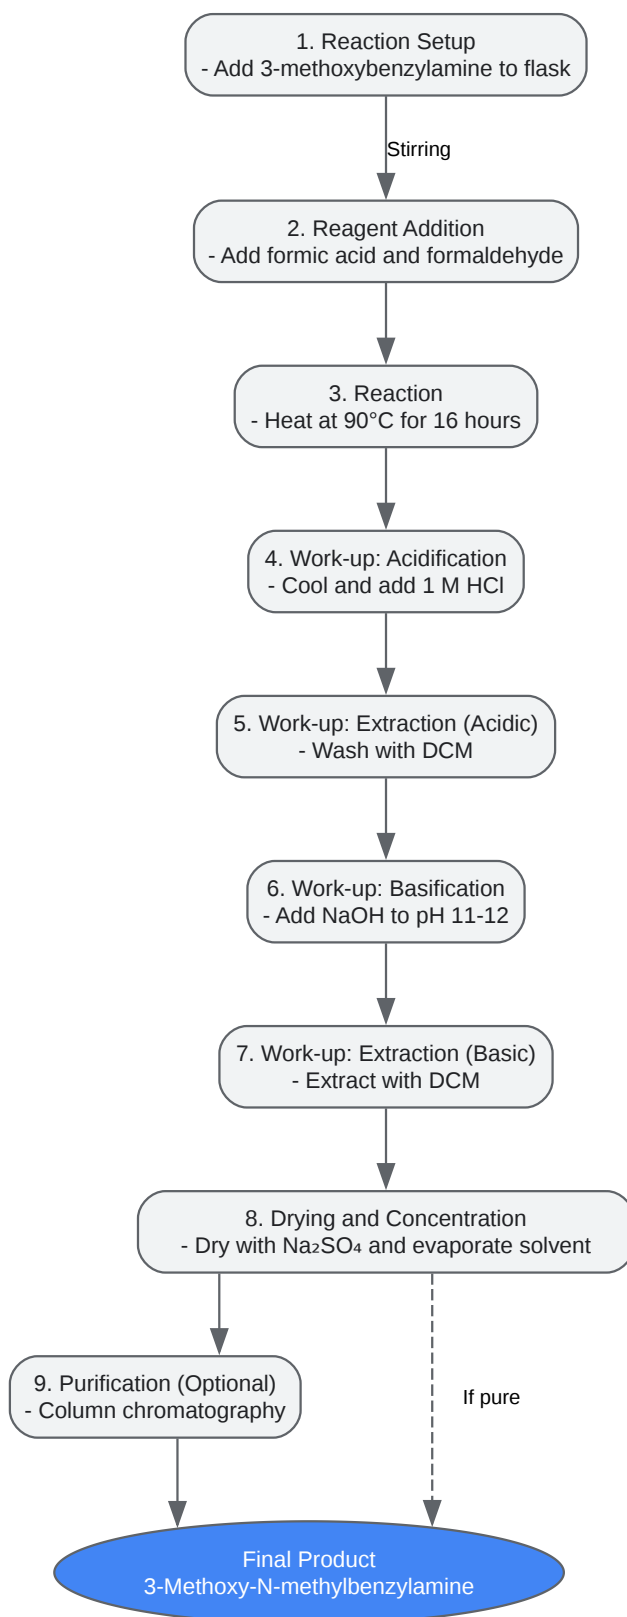 1. Reaction Setup
- Add 3-methoxybenzylamine to flask
Stirring
2. Reagent Addition
- Add formic acid and formaldehyde
3. Reaction
- Heat at 90°C for 16 hours
4. Work-up: Acidification
- Cool and add 1 M HCl
5. Work-up: Extraction (Acidic)
- Wash with DCM
6. Work-up: Basification
- Add NaOH to pH 11-12
7. Work-up: Extraction (Basic)
- Extract with DCM
8. Drying and Concentration
- Dry with Na₂SO₄ and evaporate solvent
9. Purification (Optional)
- Column chromatography
If pure
Final Product
3-Methoxy-N-methylbenzylamine